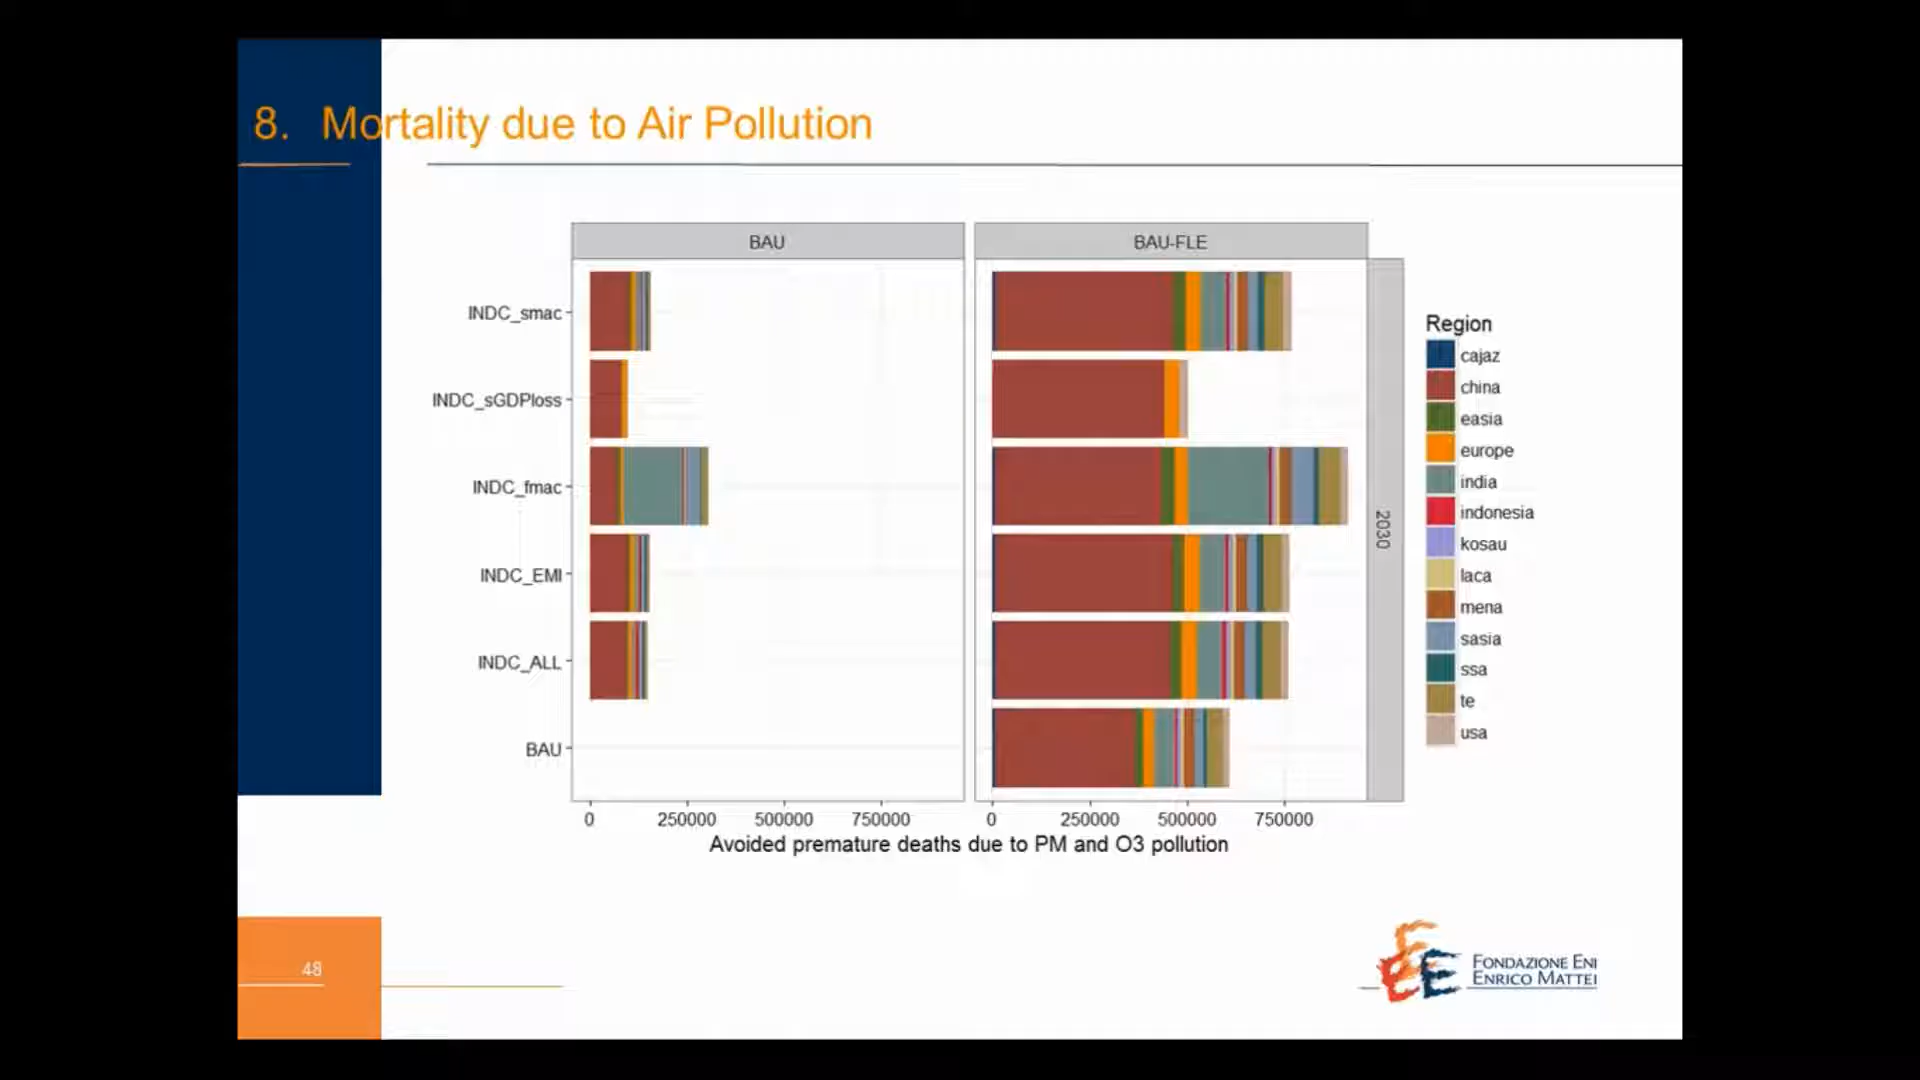 8. Mortality due to Air Pollution
BAU
BAU-FLE
INDC_smac
INDC_sGDPloss
INDC_fmac
INDC_EMI
INDC_ALL
BAU
2030
0
250000
500000
750000
0
250000
500000
750000
Avoided premature deaths due to PM and O3 pollution
Region
cajaz
china
easia
europe
india
indonesia
kosau
laca
mena
sasia
ssa
te
usa
48
FONDAZIONE ENI
ENRICO MATTEI